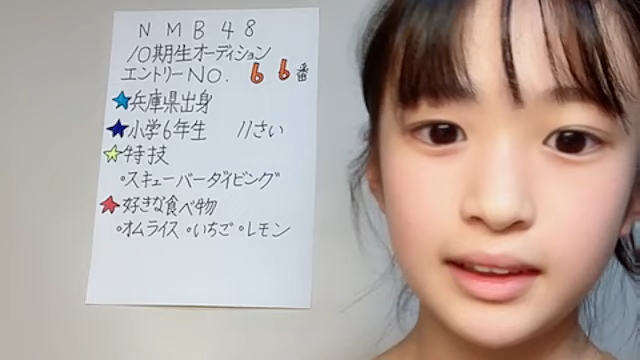 NMB48
10期生オーディション
エントリーNO. 66番
★兵庫県出身
★小学6年生 11さい
★特技
・スキューバーダイビング
★好きな食べ物
・オムライス ・いちご ・レモン